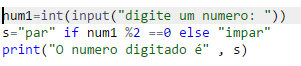 num1=int(input("digite um numero: "))
s="par" if num1 %2 ==0 else "impar"
print("O numero digitado é" , s)